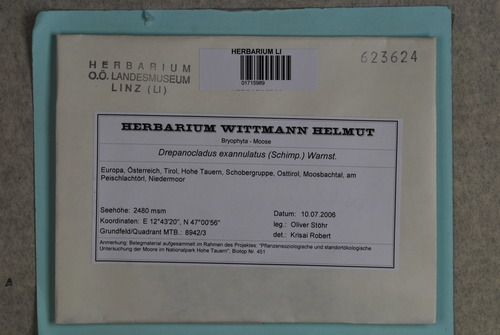 HERBARIUM
O.Ö. LANDESMUSEUM
LINZ (LI)
HERBARIUM LI
01715989
623624
HERBARIUM WITTMANN HELMUT
Bryophyta - Moose
Drepanocladus exannulatus (Schimp.) Warnst.
Europa, Österreich, Tirol, Hohe Tauern, Schobergruppe, Osttirol, Moosbachtal, am
Peischlachtörl, Niedermoor
Seehöhe: 2480 msm
Datum: 10.07.2006
Koordinaten: E 12°43'20", N 47°00'56"
leg.: Oliver Stöhr
Grundfeld/Quadrant MTB.: 8942/3
det.: Krisai Robert
Anmerkung: Belegmaterial aufgesammelt im Rahmen des Projektes: "Pflanzensoziologische und standortökologische
Untersuchung der Moore im Nationalpark Hohe Tauern", Biotop Nr. 451